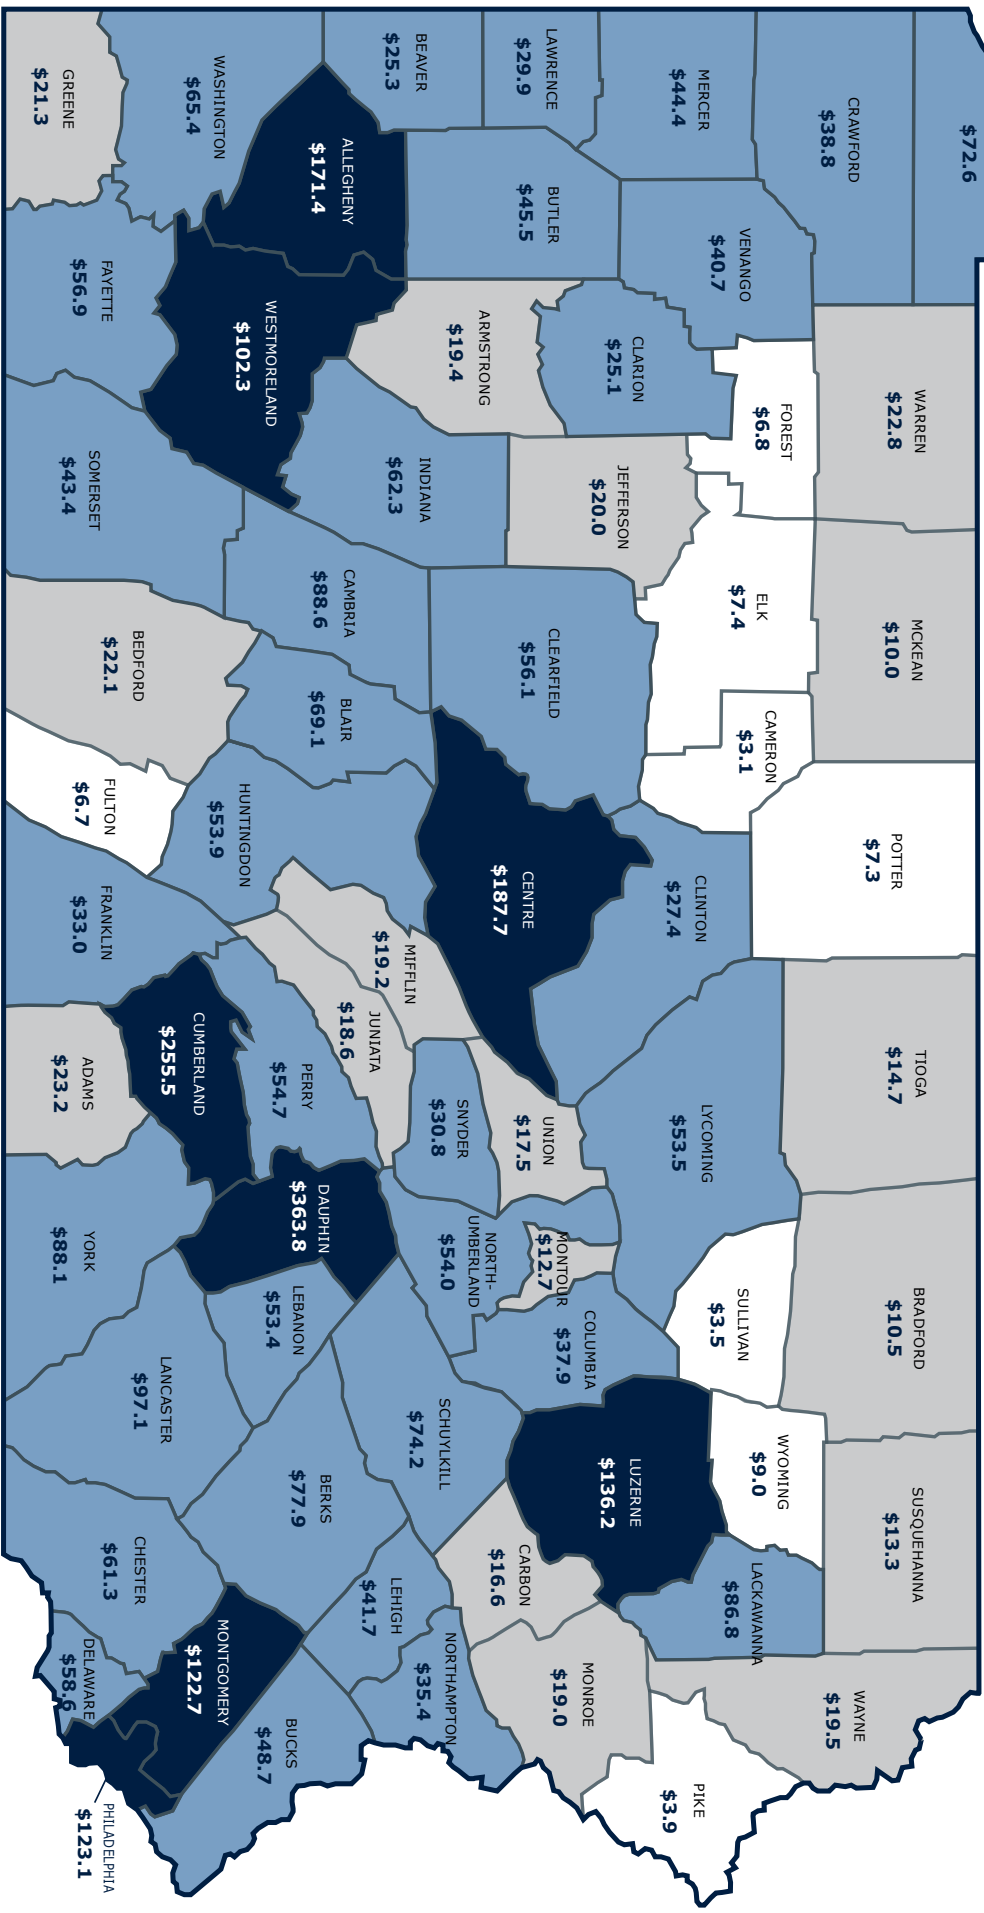 $72.6
CRAWFORD
$38.8
MERCER
$44.4
LAWRENCE
$29.9
BEAVER
$25.3
WASHINGTON
$65.4
GREENE
$21.3
ALLEGHENY
$171.4
BUTLER
$45.5
VENANGO
$40.7
FAYETTE
$56.9
WESTMORELAND
$102.3
ARMSTRONG
$19.4
CLARION
$25.1
FOREST
$6.8
WARREN
$22.8
SOMERSET
$43.4
INDIANA
$62.3
JEFFERSON
$20.0
CAMBRIA
$88.6
ELK
$7.4
MCKEAN
$10.0
BEDFORD
$22.1
BLAIR
$69.1
CLEARFIELD
$56.1
CAMERON
$3.1
FULTON
$6.7
HUNTINGDON
$53.9
CENTRE
$187.7
CLINTON
$27.4
POTTER
$7.3
FRANKLIN
$33.0
MIFFLIN
$19.2
JUNIATA
$18.6
CUMBERLAND
$255.5
PERRY
$54.7
ADAMS
$23.2
SNYDER
$30.8
UNION
$17.5
LYCOMING
$53.5
TIOGA
$14.7
DAUPHIN
$363.8
YORK
$88.1
NORTH-
UMBERLAND
$54.0
MONTOUR
$12.7
SULLIVAN
$3.5
BRADFORD
$10.5
LEBANON
$53.4
COLUMBIA
$37.9
LANCASTER
$97.1
SCHUYLKILL
$74.2
LUZERNE
$136.2
WYOMING
$9.0
SUSQUEHANNA
$13.3
BERKS
$77.9
CHESTER
$61.3
CARBON
$16.6
LEHIGH
$41.7
LACKAWANNA
$86.8
MONTGOMERY
$122.7
DELAWARE
$58.6
NORTHAMPTON
$35.4
MONROE
$19.0
WAYNE
$19.5
BUCKS
$48.7
PIKE
$3.9
PHILADELPHIA
$123.1